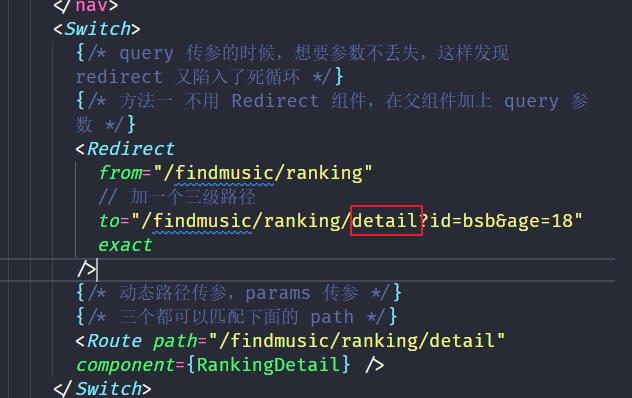 </nav>
<Switch>
{/* query 传参的时候，想要参数不丢失，这样发现
redirect 又陷入了死循环 */}
{/* 方法一 不用 Redirect 组件，在父组件加上 query 参
数 */}
<Redirect
from="/findmusic/ranking"
// 加一个三级路径
to="/findmusic/ranking/detail?id=bsb&age=18"
exact
/>
{/* 动态路径传参，params 传参 */}
{/* 三个都可以匹配下面的 path */}
<Route path="/findmusic/ranking/detail"
component={RankingDetail} />
</Switch>